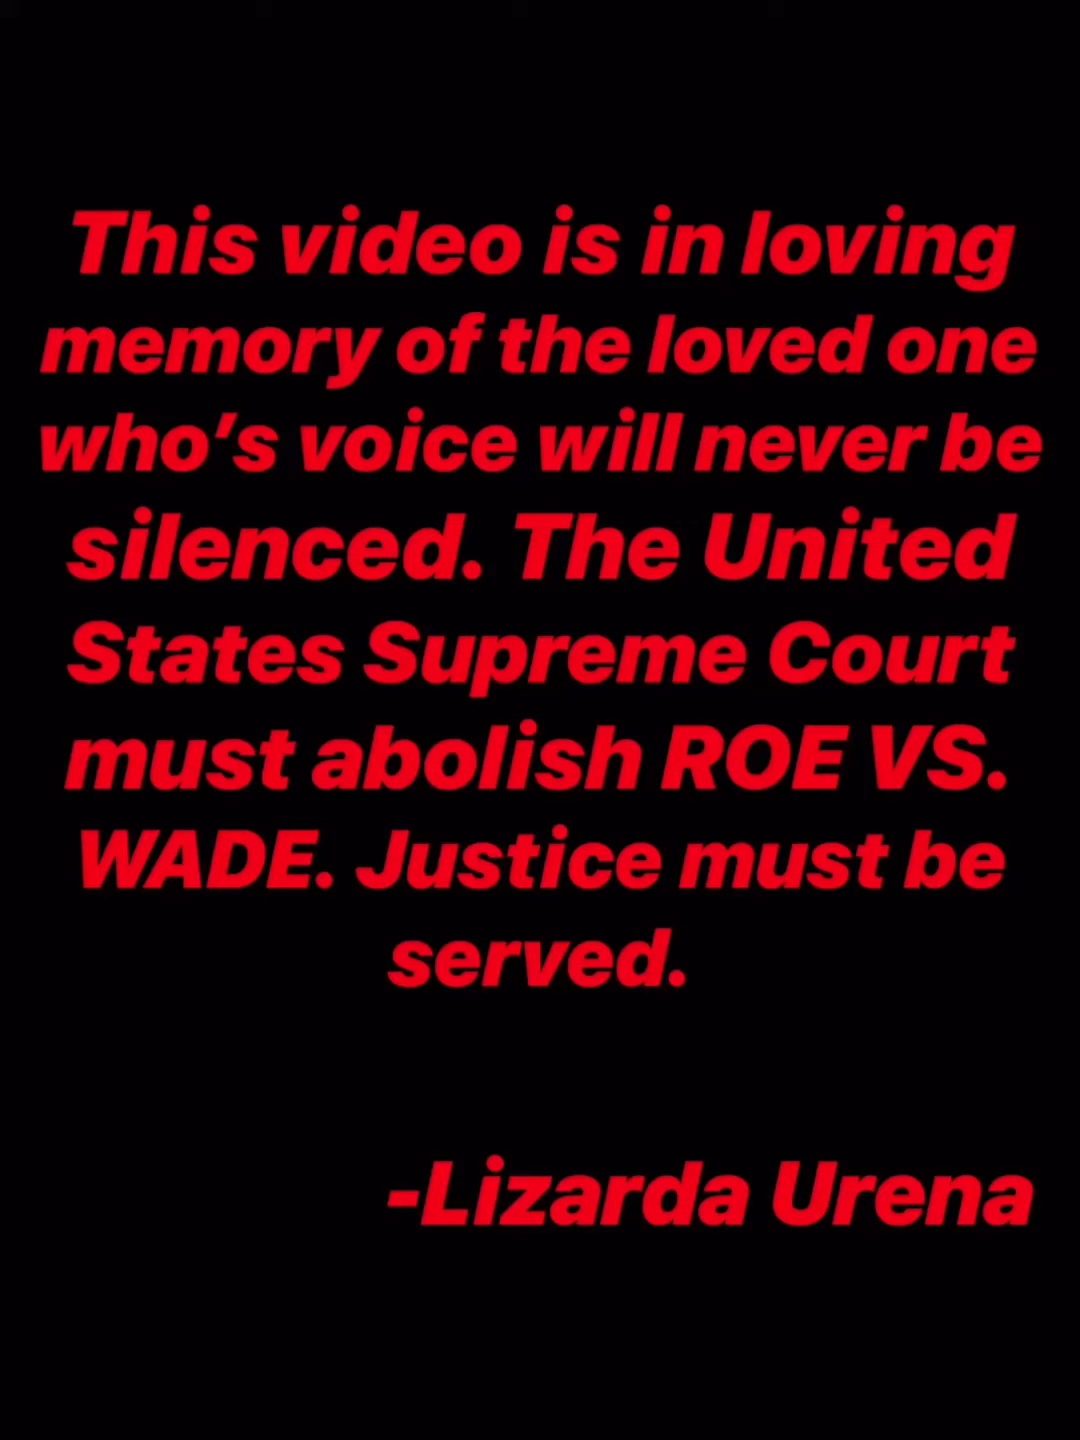 This video is in loving
memory of the loved one
who’s voice will never be
silenced. The United
States Supreme Court
must abolish ROE VS.
WADE. Justice must be
served.
-Lizarda Urena